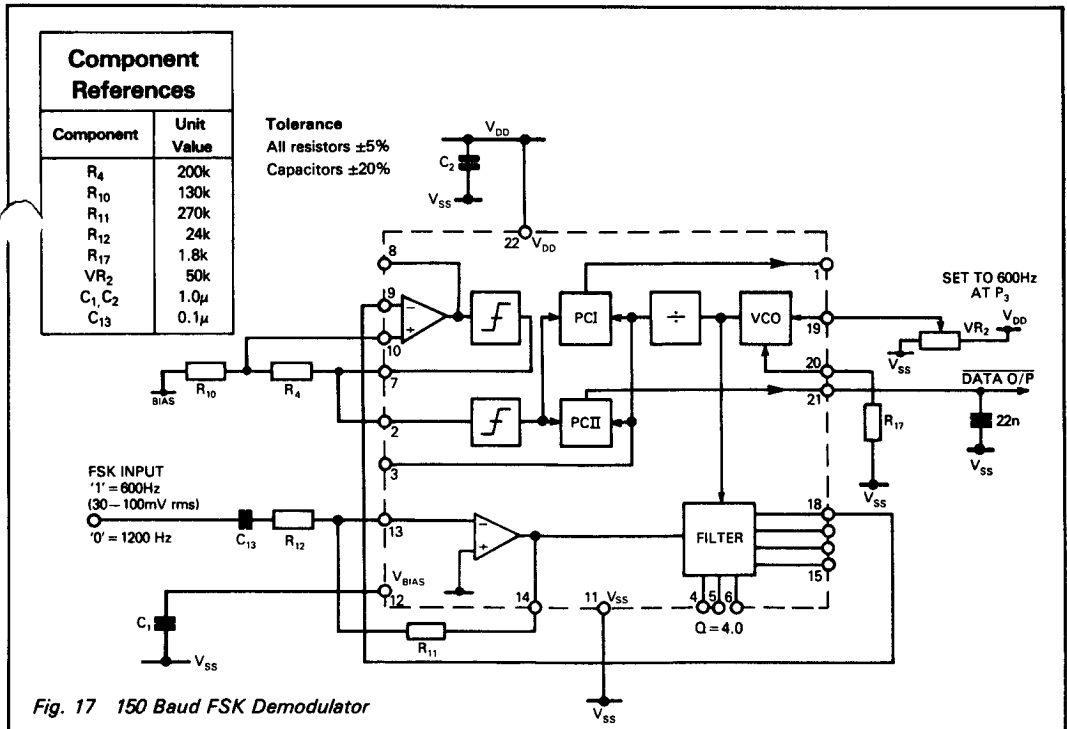 Component
References
Component Unit Value
R4 200k
R10 130k
R11 270k
R12 24k
R17 1.8k
VR2 50k
C1, C2 1.0μ
C13 0.1μ
Tolerance
All resistors ±5%
Capacitors ±20%
VDD
C2
VSS
22 VDD
8
9
10
7
2
3
13
12
14
11 VSS
4 5 6
Q = 4.0
15
18
21
20
19
1
−
+
PCI
÷
VCO
PCII
FILTER
−
+
VBIAS
SET TO 600Hz
AT P3
VDD
VR2
VSS
DATA O/P
R17
22n
VSS
VSS
BIAS
R10
R4
FSK INPUT
'1' = 600Hz
(30–100mV rms)
'0' = 1200 Hz
C13
R12
C1
VSS
R11
VSS
Fig. 17 150 Baud FSK Demodulator